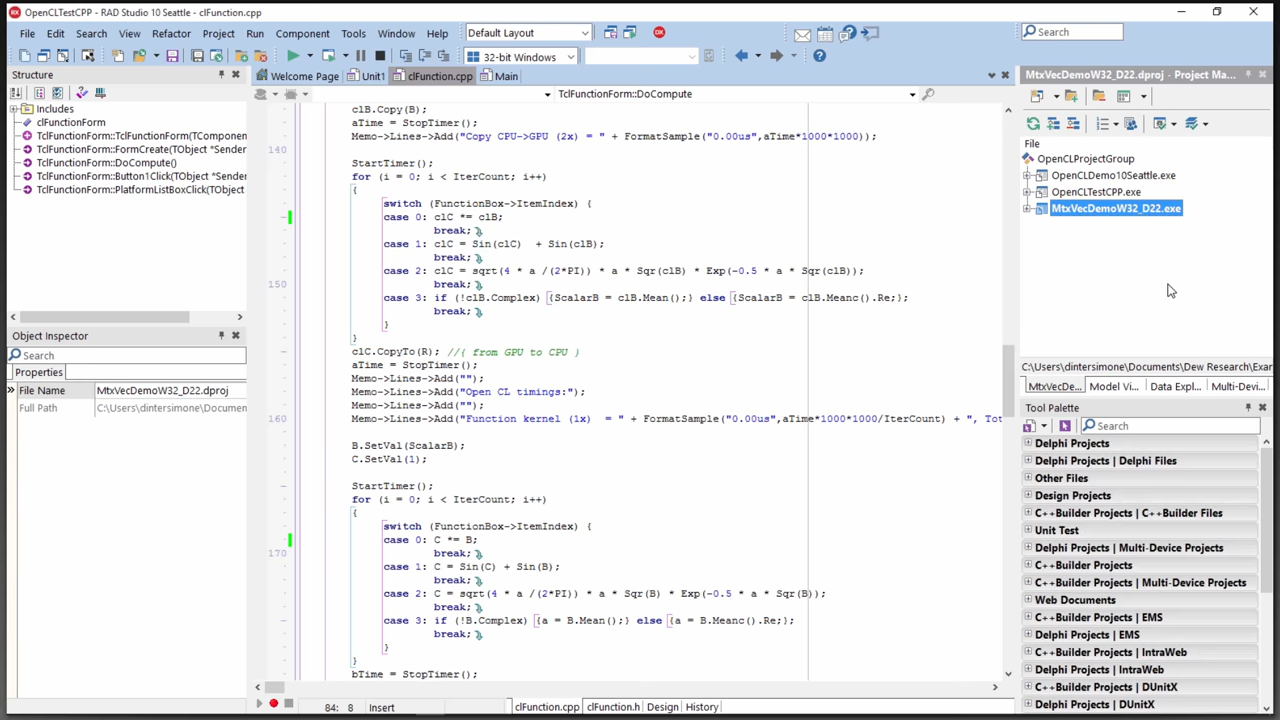 OpenCLTestCPP - RAD Studio 10 Seattle - clFunction.cpp
File Edit Search View Refactor Project Run Component Tools Window Help Default Layout Search
32-bit Windows
Structure
Includes
clFunctionForm
TclFunctionForm::TclFunctionForm(TComponen
TclFunctionForm::FormCreate(TObject *Sender
TclFunctionForm::DoCompute()
TclFunctionForm::Button1Click(TObject *Sender
TclFunctionForm::PlatformListBoxClick(TObject
Object Inspector
Search
Properties
File Name MtxVecDemoW32_D22.dproj
Full Path C:\Users\dintersimone\Documen
Welcome Page Unit1 clFunction.cpp Main
TclFunctionForm::DoCompute
clB.Copy(B);
aTime = StopTimer();
Memo->Lines->Add("Copy CPU->GPU (2x) = " + FormatSample("0.00us",aTime*1000*1000));
140
StartTimer();
for (i = 0; i < IterCount; i++)
{
switch (FunctionBox->ItemIndex) {
case 0: clC *= clB;
break;
case 1: clC = Sin(clC) + Sin(clB);
break;
case 2: clC = sqrt(4 * a /(2*PI)) * a * Sqr(clB) * Exp(-0.5 * a * Sqr(clB));
150 break;
case 3: if (!clB.Complex) {ScalarB = clB.Mean();} else {ScalarB = clB.Meanc().Re;};
break;
}
}
clC.CopyTo(R); //( from GPU to CPU )
aTime = StopTimer();
Memo->Lines->Add("");
Memo->Lines->Add("Open CL timings:");
Memo->Lines->Add("");
160 Memo->Lines->Add("Function kernel (1x) = " + FormatSample("0.00us",aTime*1000*1000/IterCount) + ", Tot
B.SetVal(ScalarB);
C.SetVal(1);
StartTimer();
for (i = 0; i < IterCount; i++)
{
switch (FunctionBox->ItemIndex) {
case 0: C *= B;
170 break;
case 1: C = Sin(C) + Sin(B);
break;
case 2: C = sqrt(4 * a /(2*PI)) * a * Sqr(B) * Exp(-0.5 * a * Sqr(B));
break;
case 3: if (!B.Complex) {a = B.Mean();} else {a = B.Meanc().Re;};
break;
}
}
bTime = StopTimer();
84: 8 Insert clFunction.cpp clFunction.h Design History
MtxVecDemoW32_D22.dproj - Project Ma...
File
OpenCLProjectGroup
OpenCLDemo10Seattle.exe
OpenCLTestCPP.exe
MtxVecDemoW32_D22.exe
C:\Users\dintersimone\Documents\Dew Research\Exar
MtxVecDe... Model Vi... Data Expl... Multi-Devi...
Tool Palette
Search
Delphi Projects
Delphi Projects | Delphi Files
Other Files
Design Projects
C++Builder Projects | C++Builder Files
Unit Test
Delphi Projects | Multi-Device Projects
C++Builder Projects
C++Builder Projects | Multi-Device Projects
Web Documents
C++Builder Projects | EMS
Delphi Projects | EMS
C++Builder Projects | IntraWeb
Delphi Projects | IntraWeb
C++Builder Projects | DUnitX
Delphi Projects | DUnitX